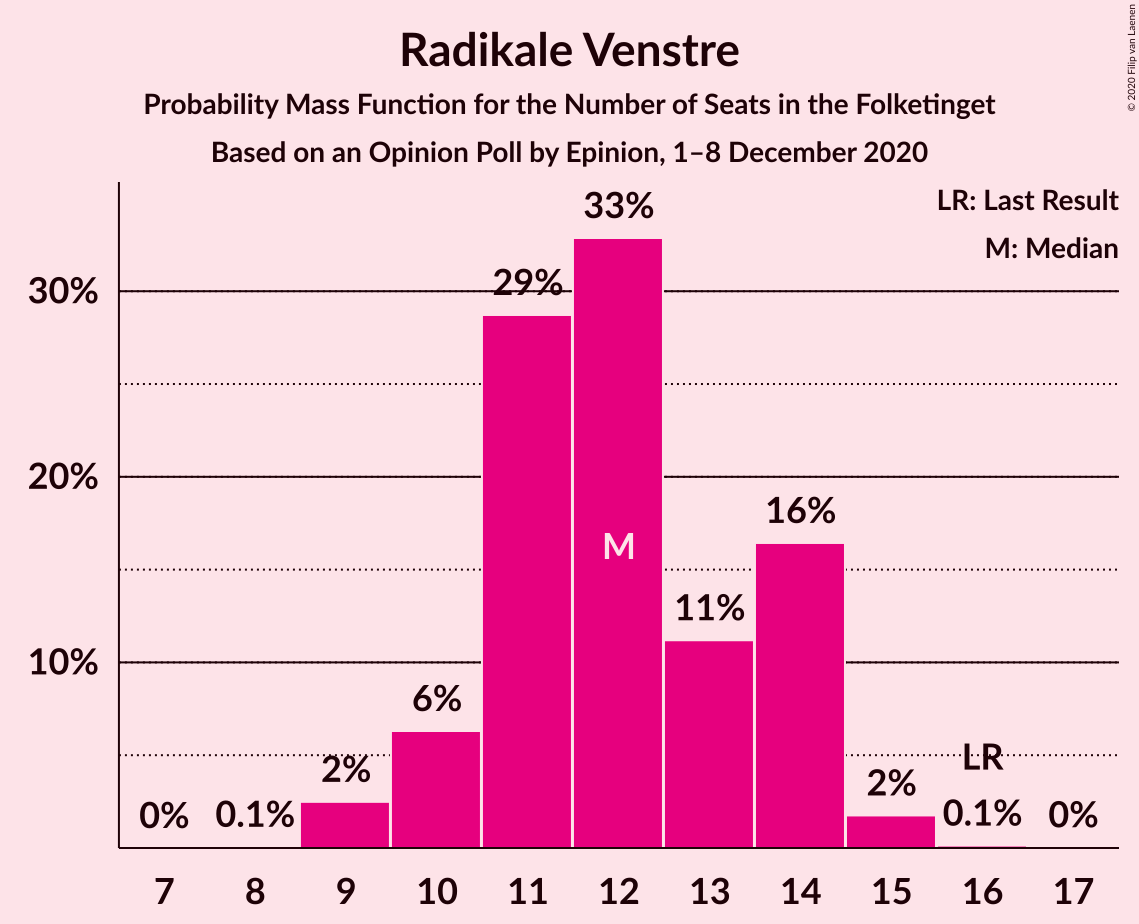 Radikale Venstre
Probability Mass Function for the Number of Seats in the Folketinget
Based on an Opinion Poll by Epinion, 1–8 December 2020
© 2020 Filip van Laenen
LR: Last Result
M: Median
33%
29%
30%
20%
16%
M
11%
10%
6%
LR
2%
2%
0%
0.1%
0.1%
0%
7 8 9 10 11 12 13 14 15 16 17